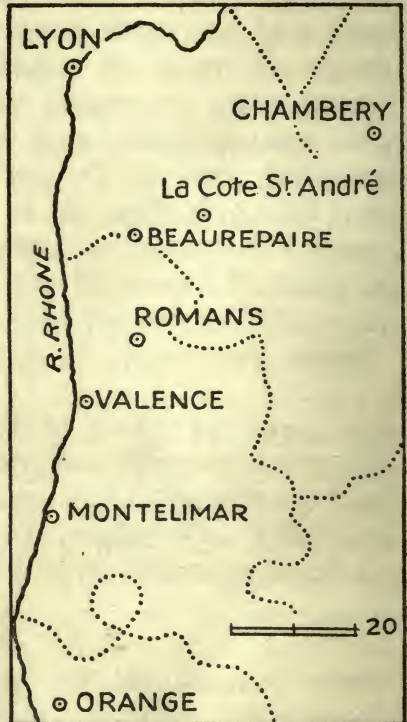 LYON
CHAMBERY
La Cote St. André
BEAUREPAIRE
R. RHONE
ROMANS
VALENCE
MONTELIMAR
20
ORANGE